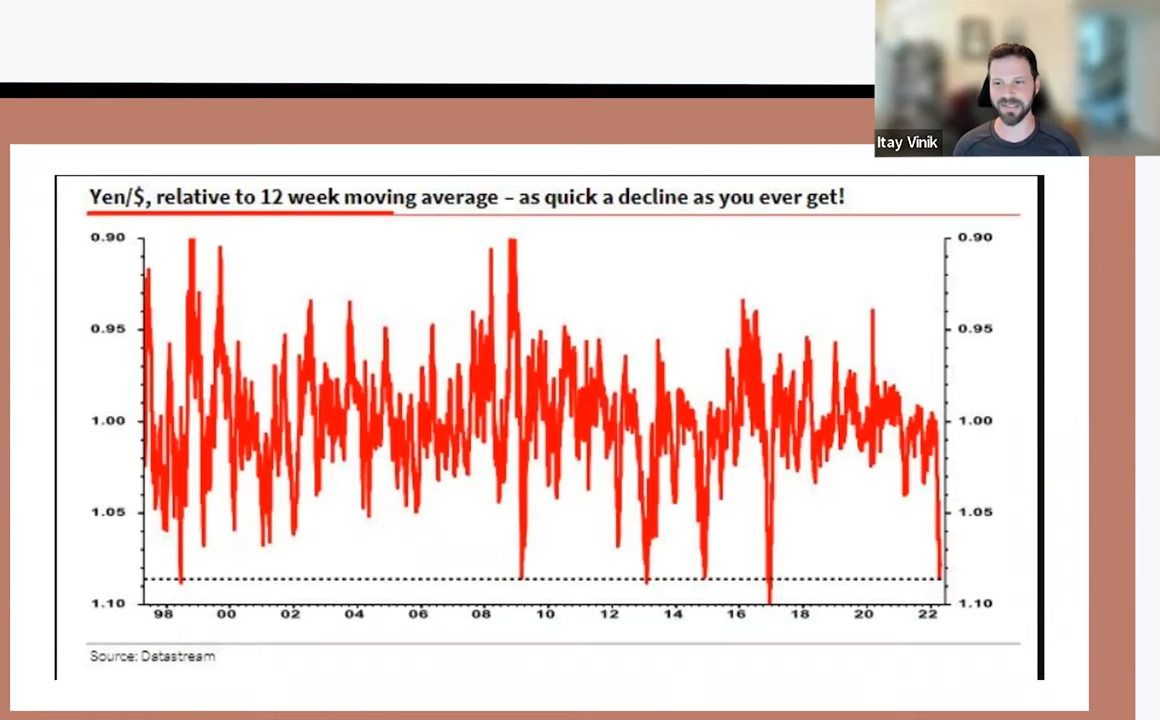 Itay Vinik
Yen/$, relative to 12 week moving average – as quick a decline as you ever get!
0.90 0.90
0.95 0.95
1.00 1.00
1.05 1.05
1.10 1.10
98 00 02 04 06 08 10 12 14 16 18 20 22
Source: Datastream